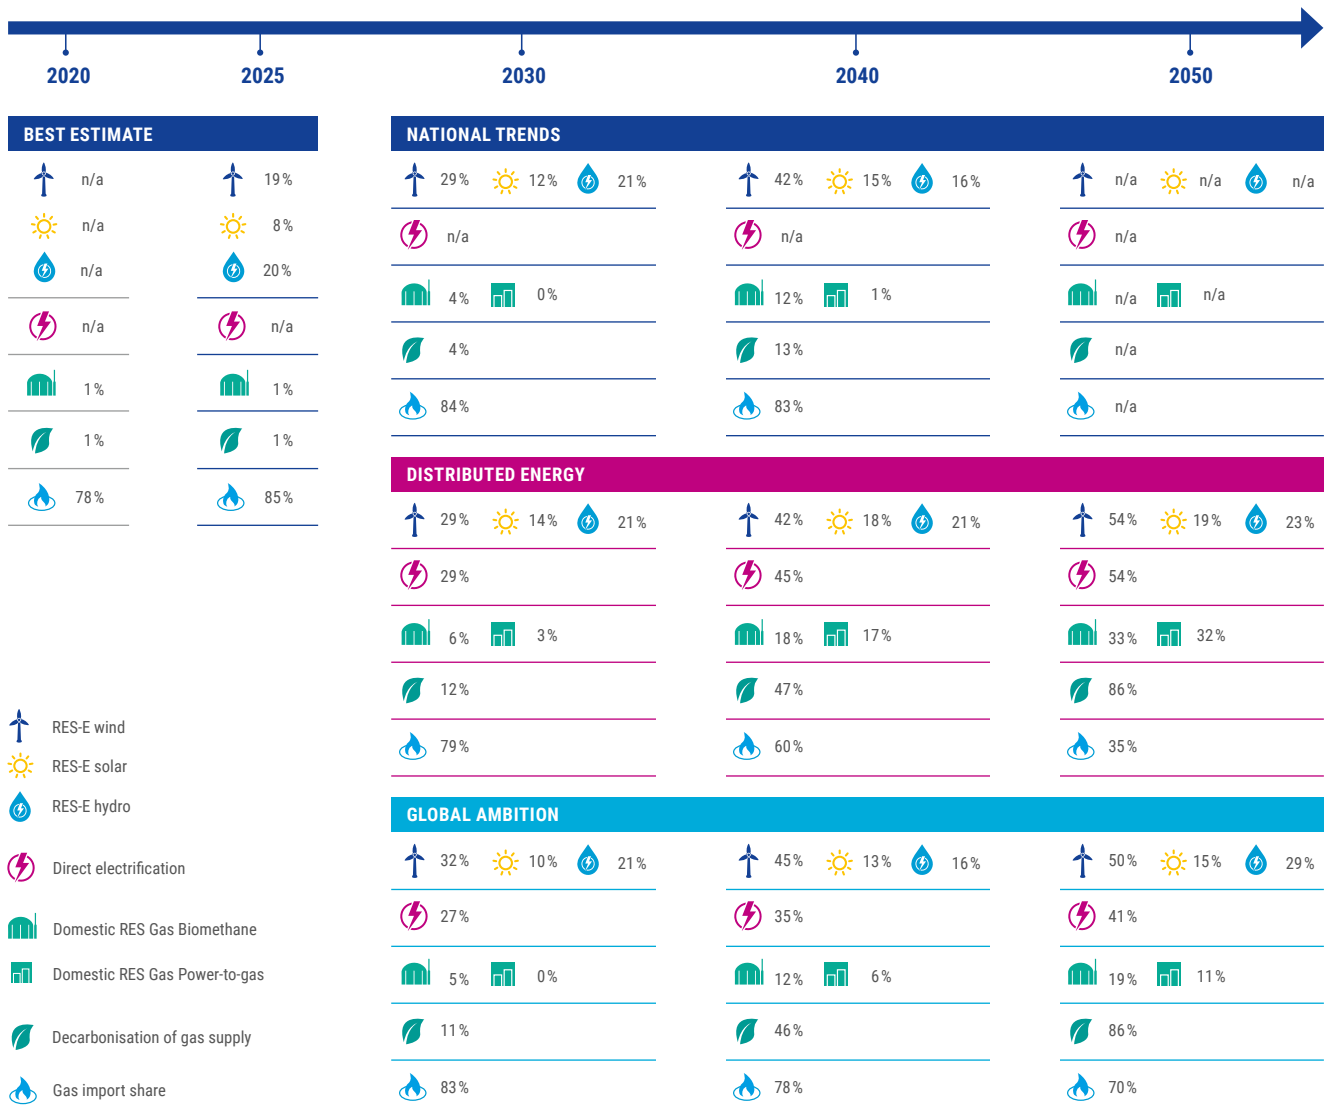 2020 2025 2030 2040 2050
BEST ESTIMATE
n/a 19%
n/a 8%
n/a 20%
n/a n/a
1% 1%
1% 1%
78% 85%
NATIONAL TRENDS
29% 12% 21% 42% 15% 16% n/a n/a n/a
n/a n/a n/a
4% 0% 12% 1% n/a n/a
4% 13% n/a
84% 83% n/a
DISTRIBUTED ENERGY
29% 14% 21% 42% 18% 21% 54% 19% 23%
29% 45% 54%
6% 3% 18% 17% 33% 32%
12% 47% 86%
79% 60% 35%
GLOBAL AMBITION
32% 10% 21% 45% 13% 16% 50% 15% 29%
27% 35% 41%
5% 0% 12% 6% 19% 11%
11% 46% 86%
83% 78% 70%
RES-E wind
RES-E solar
RES-E hydro
Direct electrification
Domestic RES Gas Biomethane
Domestic RES Gas Power-to-gas
Decarbonisation of gas supply
Gas import share